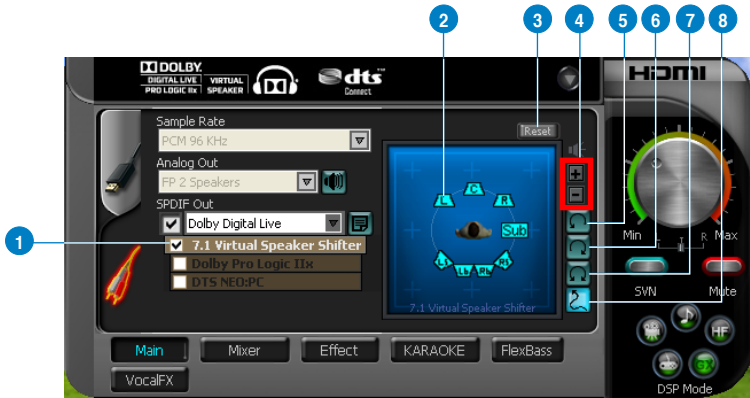 2 3 4 5 6 7 8
DOLBY
DIGITAL LIVE
PRO LOGIC IIx
VIRTUAL
SPEAKER
dts
Connect
HDMI
Sample Rate
PCM 96 KHz
Reset
Analog Out
FP 2 Speakers
SPDIF Out
Dolby Digital Live
1
7.1 Virtual Speaker Shifter
Dolby Pro Logic IIx
DTS NEO:PC
L C R
Sub
Ls Lb Rb Rs
7.1 Virtual Speaker Shifter
+
-
Min Max
L T R
SVN Mute
HF
GX
DSP Mode
Main Mixer Effect KARAOKE FlexBass
VocalFX